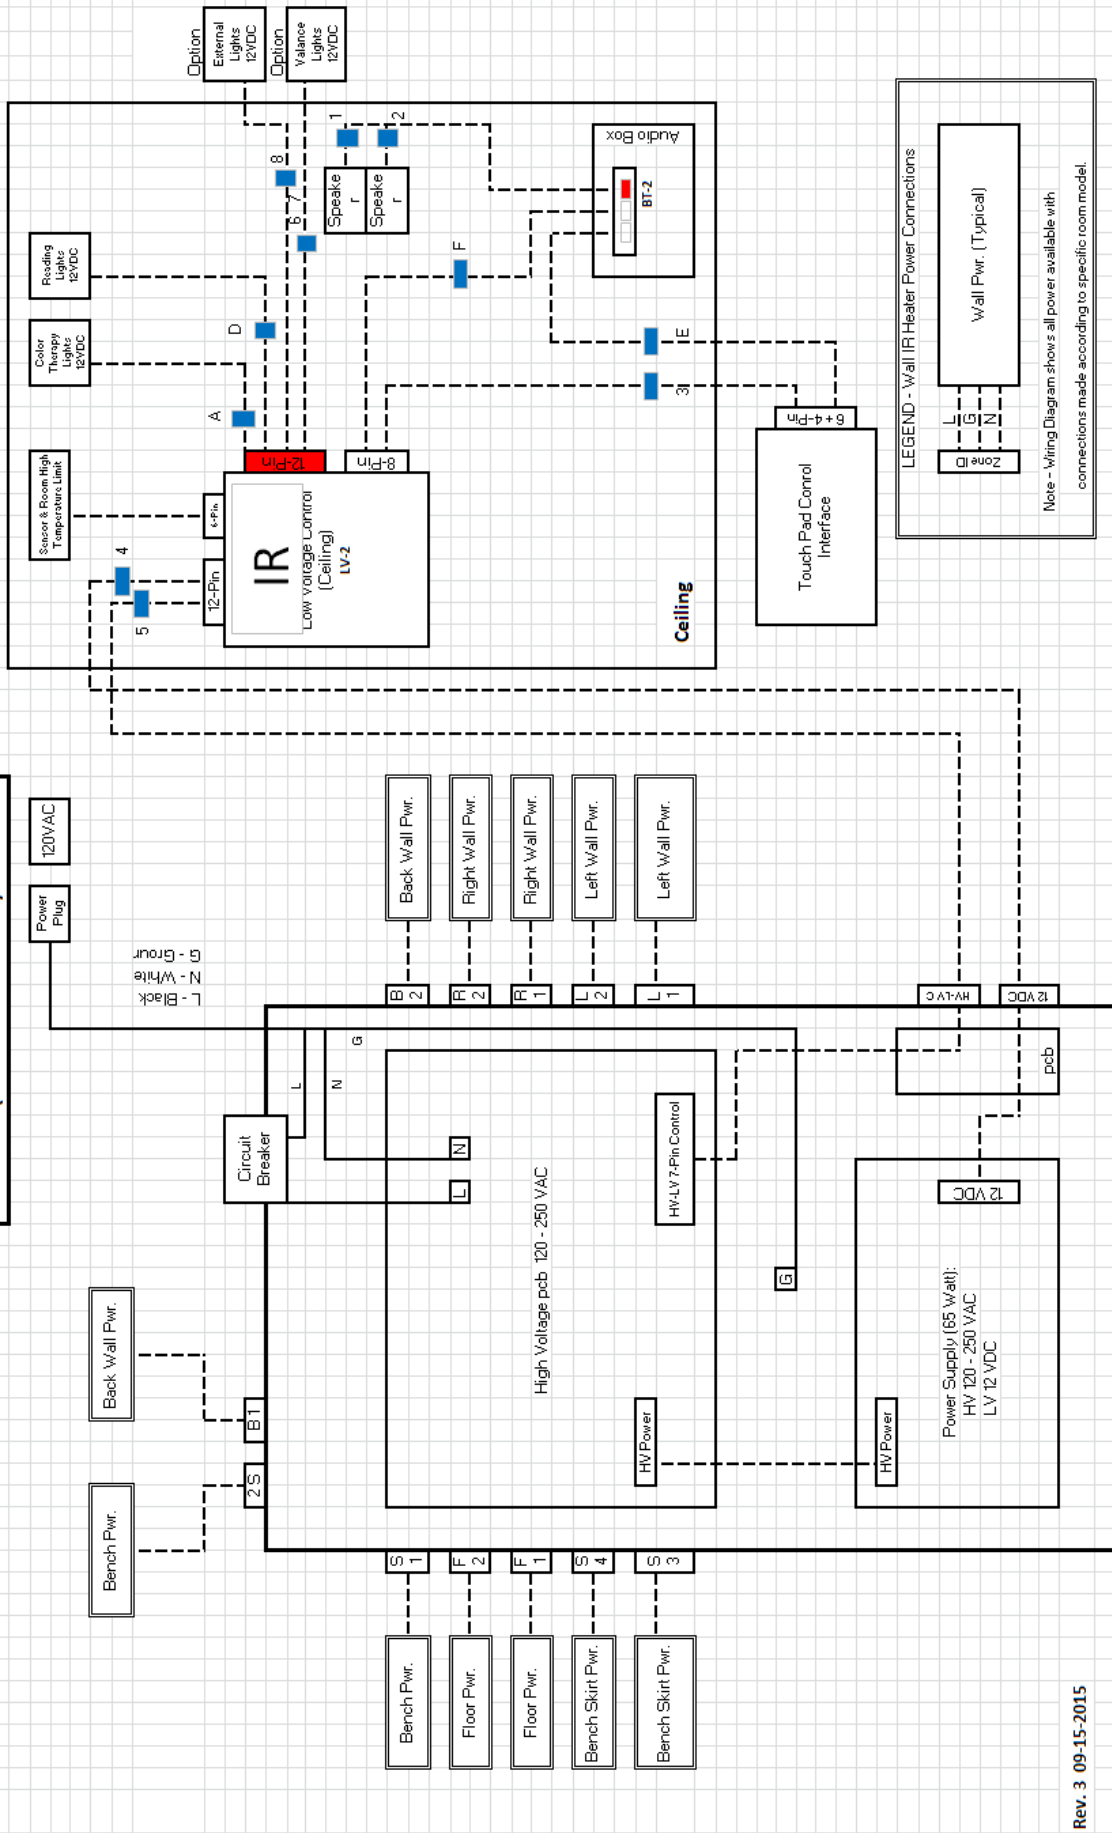 Option
External
Lights
12VDC
Option
Valance
Lights
12VDC
Reading
Lights
12VDC
Color
Therapy
Lights
12VDC
Sensor & Room High
Temperature Limit
8
7
6
D
A
1
2
Speake
r
Speake
r
F
E
3
4
5
Audio Box
BT-2
12-Pin
8-Pin
6-Pin
12-Pin
IR
Low Voltage Control
(Ceiling)
LV-2
Ceiling
6 + 4-Pin
Touch Pad Conrol
Interface
LEGEND - Wall IR Heater Power Connections
Zone ID
L
G
N
Wall Pwr. (Typical)
Note - Wiring Diagram shows all power available with
connections made according to specific room model.
120VAC
Power
Plug
L - Black
N - White
G - Groun
Back Wall Pwr.
Right Wall Pwr.
Right Wall Pwr.
Left Wall Pwr.
Left Wall Pwr.
B
2
R
2
R
1
L
2
L
1
HV-LV C
12 VDC
pcb
Circuit
Breaker
L
N
G
L
N
High Voltage pcb 120 - 250 VAC
HV-LV 7-Pin Control
G
HV Power
HV Power
Power Supply (65 Watt):
HV 120 - 250 VAC
LV 12 VDC
12 VDC
Back Wall Pwr.
Bench Pwr.
B 1
2 S
S
1
F
2
F
1
S
4
S
3
Bench Pwr.
Floor Pwr.
Floor Pwr.
Bench Skirt Pwr.
Bench Skirt Pwr.
Rev. 3 09-15-2015